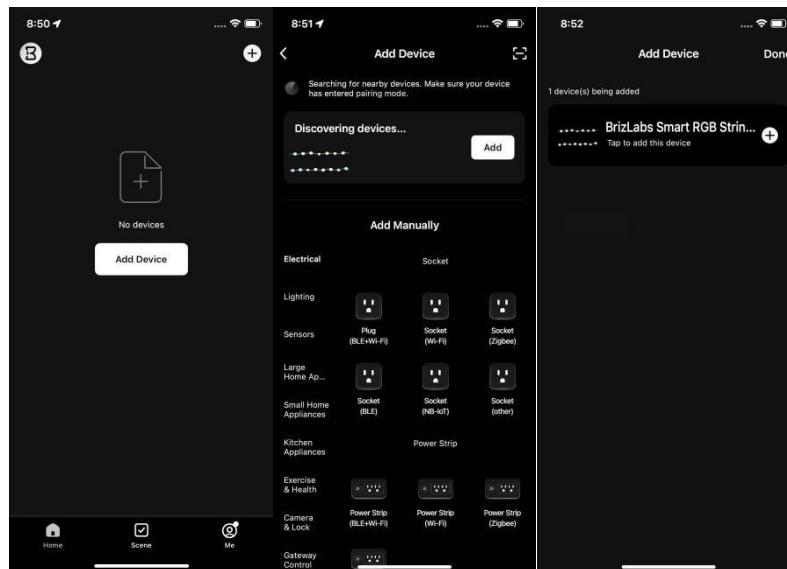 8:50
No devices
Add Device
Home
Scene
Me
8:51
Add Device
Searching for nearby devices. Make sure your device
has entered pairing mode.
Discovering devices...
Add
Add Manually
Electrical
Lighting
Sensors
Large
Home Ap...
Small Home
Appliances
Kitchen
Appliances
Exercise
& Health
Camera
& Lock
Gateway
Control
Socket
Plug
(BLE+Wi-Fi)
Socket
(Wi-Fi)
Socket
(Zigbee)
Socket
(BLE)
Socket
(NB-IoT)
Socket
(other)
Power Strip
Power Strip
(BLE+Wi-Fi)
Power Strip
(Wi-Fi)
Power Strip
(Zigbee)
8:52
Add Device
Done
1 device(s) being added
BrizLabs Smart RGB Strin...
Tap to add this device